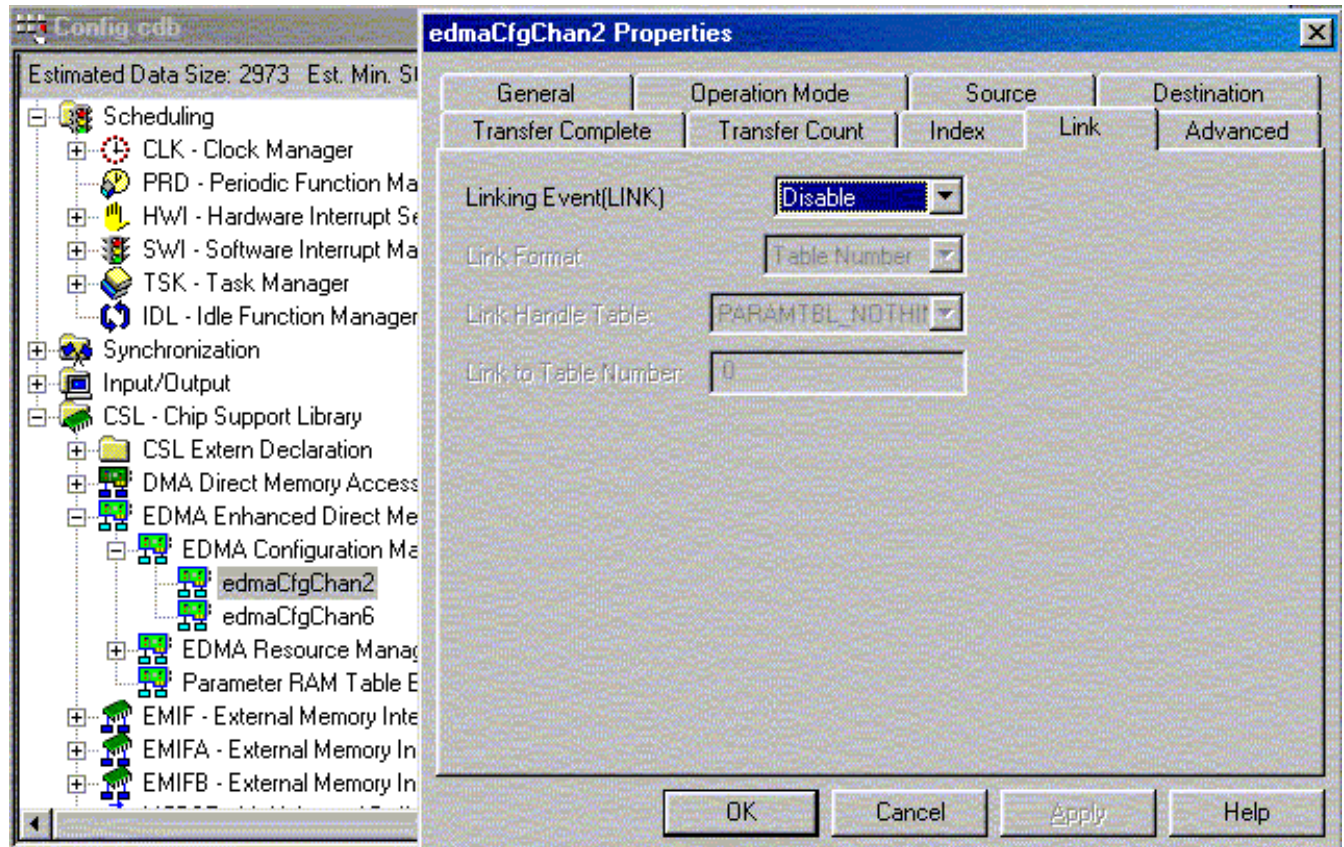 Config.cdb
Estimated Data Size: 2973 Est. Min. St
Scheduling
CLK - Clock Manager
PRD - Periodic Function Ma
HWI - Hardware Interrupt Se
SWI - Software Interrupt Ma
TSK - Task Manager
IDL - Idle Function Manager
Synchronization
Input/Output
CSL - Chip Support Library
CSL Extern Declaration
DMA Direct Memory Access
EDMA Enhanced Direct Me
EDMA Configuration Ma
edmaCfgChan2
edmaCfgChan6
EDMA Resource Manag
Parameter RAM Table E
EMIF - External Memory Inte
EMIFA - External Memory In
EMIFB - External Memory In
edmaCfgChan2 Properties
General Operation Mode Source Destination
Transfer Complete Transfer Count Index Link Advanced
Linking Event(LINK) Disable
Link Format Table Number
Link Handle Table: PARAMTBL_NOTHIN
Link to Table Number: 0
OK Cancel Apply Help